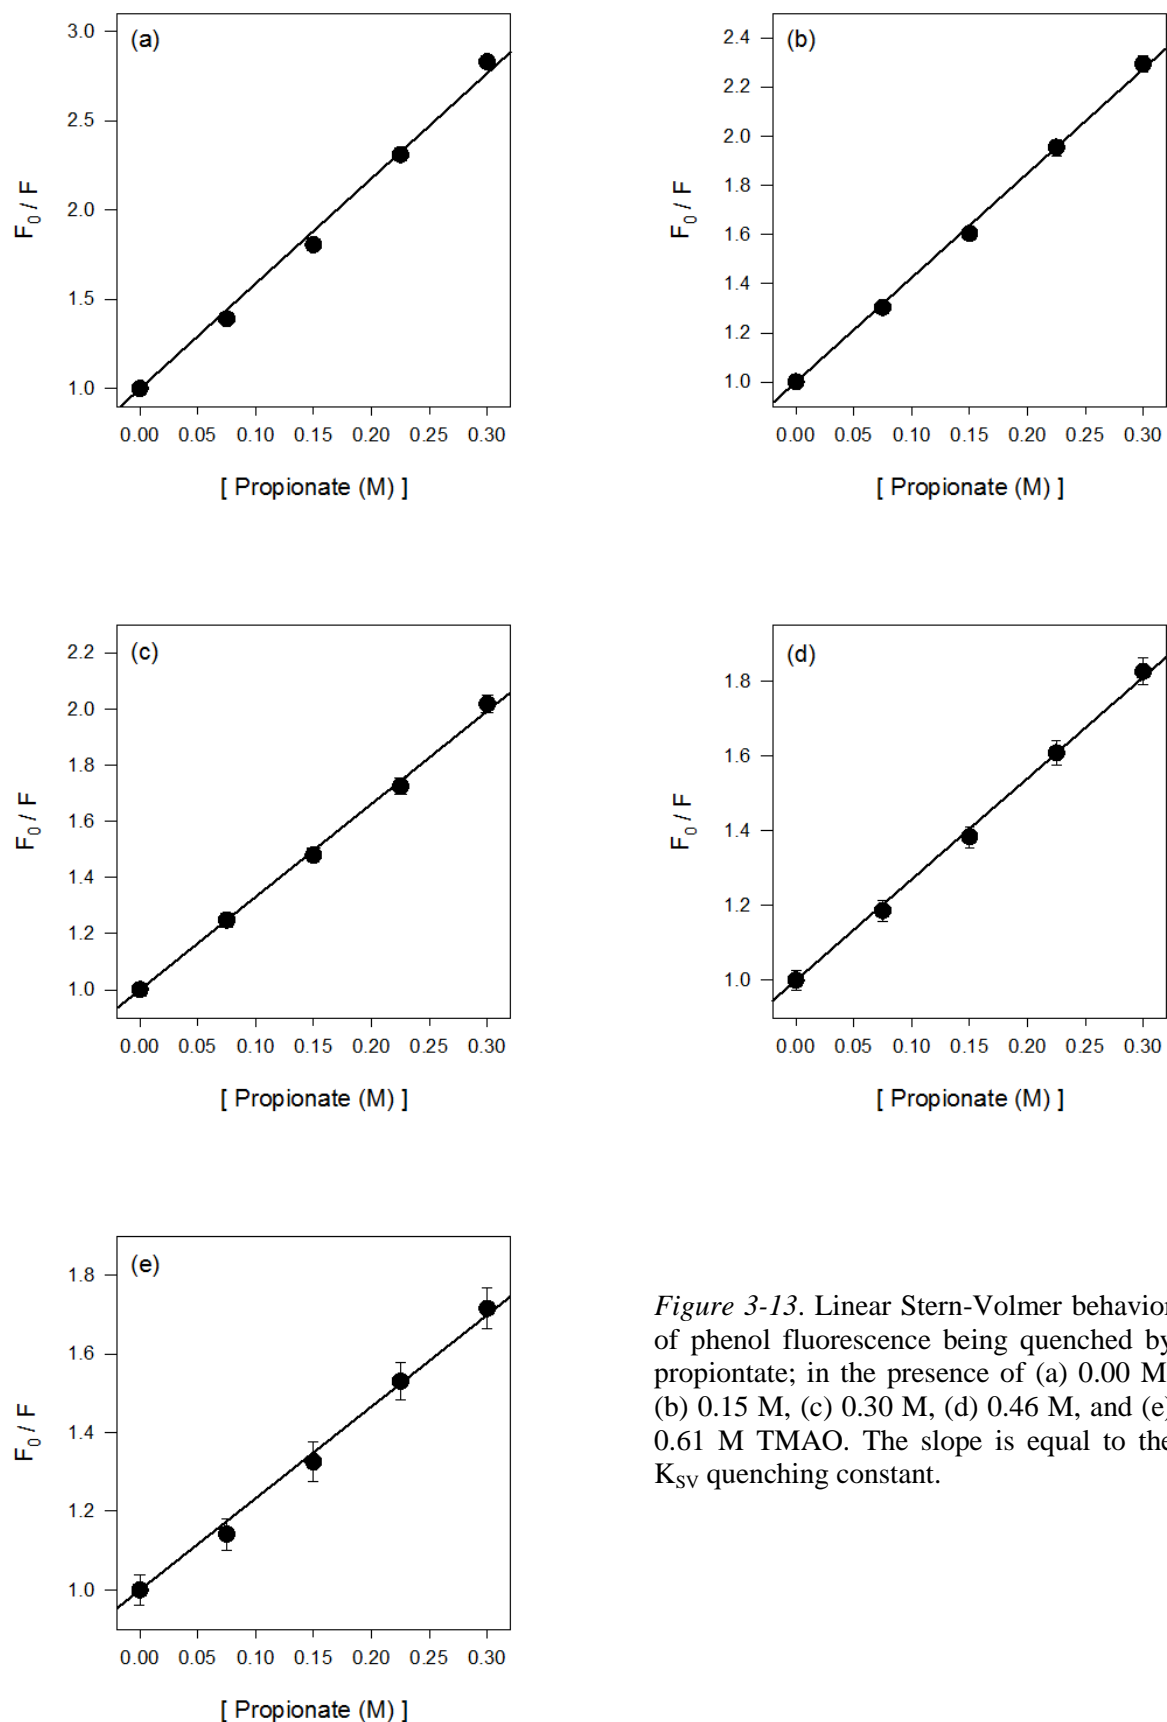 (a)
3.0
2.5
2.0
1.5
1.0
F0 / F
0.00 0.05 0.10 0.15 0.20 0.25 0.30
[ Propionate (M) ]
(b)
2.4
2.2
2.0
1.8
1.6
1.4
1.2
1.0
F0 / F
0.00 0.05 0.10 0.15 0.20 0.25 0.30
[ Propionate (M) ]
(c)
2.2
2.0
1.8
1.6
1.4
1.2
1.0
F0 / F
0.00 0.05 0.10 0.15 0.20 0.25 0.30
[ Propionate (M) ]
(d)
1.8
1.6
1.4
1.2
1.0
F0 / F
0.00 0.05 0.10 0.15 0.20 0.25 0.30
[ Propionate (M) ]
(e)
1.8
1.6
1.4
1.2
1.0
F0 / F
0.00 0.05 0.10 0.15 0.20 0.25 0.30
[ Propionate (M) ]
Figure 3-13. Linear Stern-Volmer behavior
of phenol fluorescence being quenched by
propiontate; in the presence of (a) 0.00 M
(b) 0.15 M, (c) 0.30 M, (d) 0.46 M, and (e)
0.61 M TMAO. The slope is equal to the
KSV quenching constant.